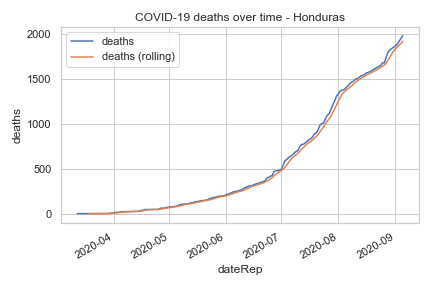 COVID-19 deaths over time - Honduras
deaths
deaths (rolling)
2000
1500
1000
500
0
deaths
2020-04
2020-05
2020-06
2020-07
2020-08
2020-09
dateRep